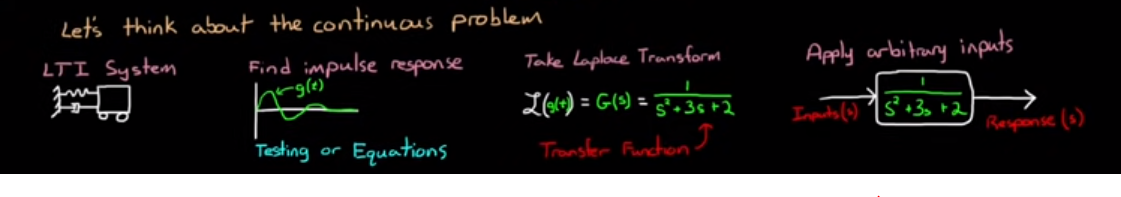 Let's think about the continuous problem
LTI System
Find impulse response
g(t)
Testing or Equations
Take Laplace Transform
ℒ(g(t)) = G(s) = 1/(s²+3s+2)
Transfer Function
Apply arbitrary inputs
Inputs(s)
1/(s²+3s+2)
Response(s)